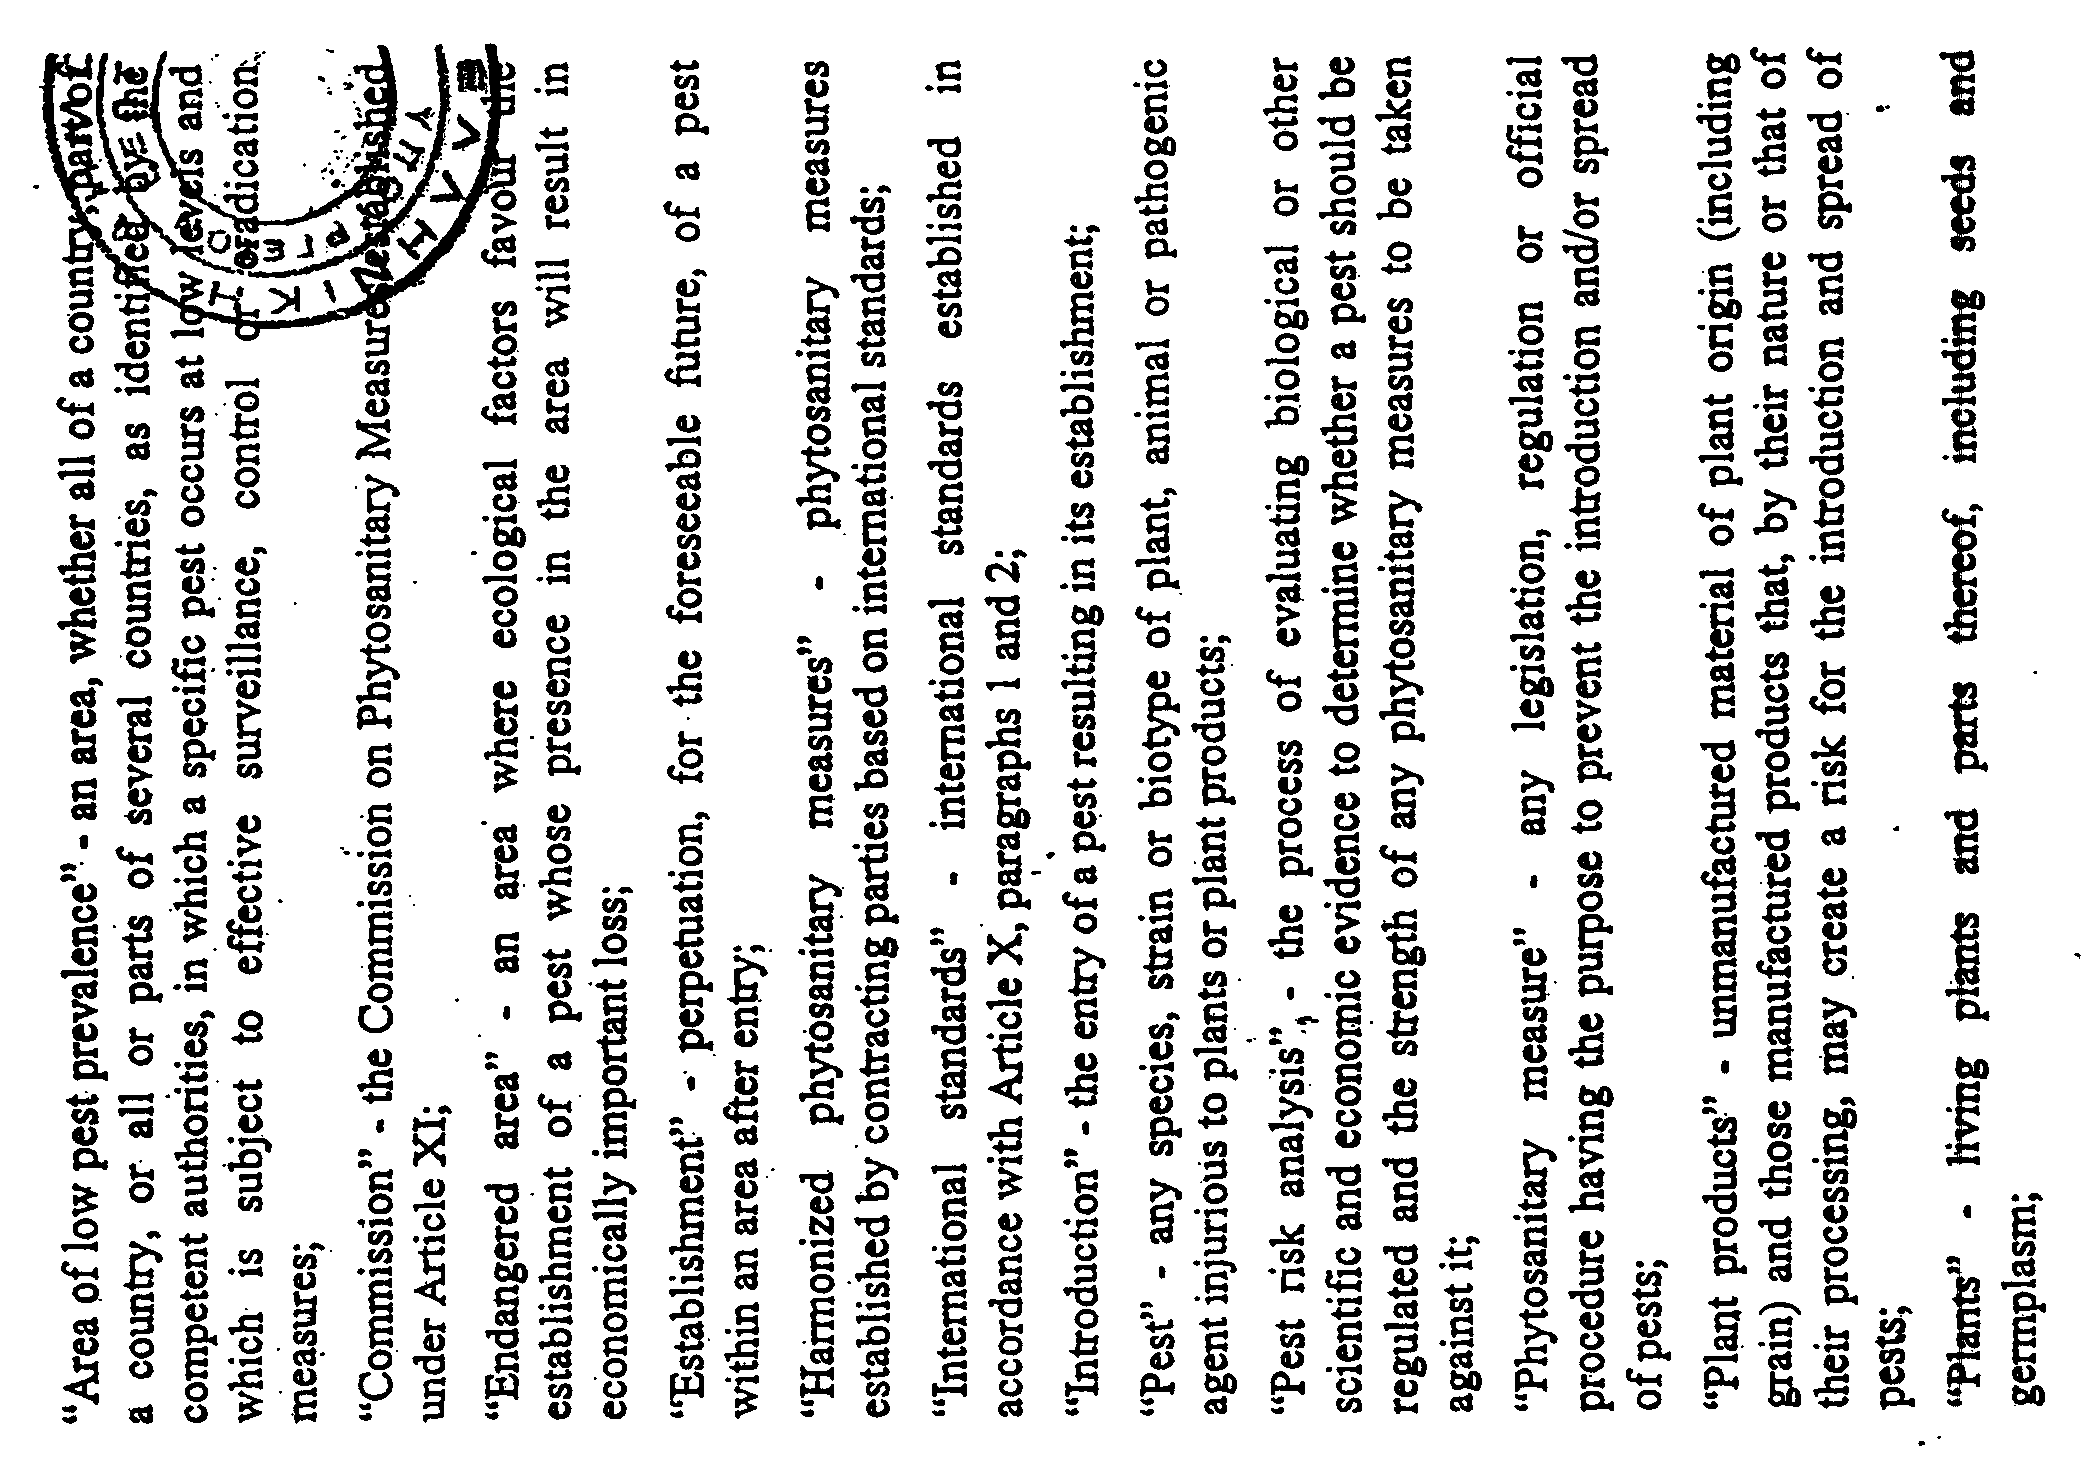 “Area of low pest prevalence” - an area, whether all of a country, part of
a country, or all or parts of several countries, as identified by the
competent authorities, in which a specific pest occurs at low levels and
which is subject to effective surveillance, control or eradication
measures;
“Commission” - the Commission on Phytosanitary Measures established
under Article XI;
“Endangered area” - an area where ecological factors favour the
establishment of a pest whose presence in the area will result in
economically important loss;
“Establishment” - perpetuation, for the foreseeable future, of a pest
within an area after entry;
“Harmonized phytosanitary measures” - phytosanitary measures
established by contracting parties based on international standards;
“International standards” - international standards established in
accordance with Article X, paragraphs 1 and 2;
“Introduction” - the entry of a pest resulting in its establishment;
“Pest” - any species, strain or biotype of plant, animal or pathogenic
agent injurious to plants or plant products;
“Pest risk analysis”, - the process of evaluating biological or other
scientific and economic evidence to determine whether a pest should be
regulated and the strength of any phytosanitary measures to be taken
against it;
“Phytosanitary measure” - any legislation, regulation or official
procedure having the purpose to prevent the introduction and/or spread
of pests;
“Plant products” - unmanufactured material of plant origin (including
grain) and those manufactured products that, by their nature or that of
their processing, may create a risk for the introduction and spread of
pests;
“Plants” - living plants and parts thereof, including seeds and
germplasm;